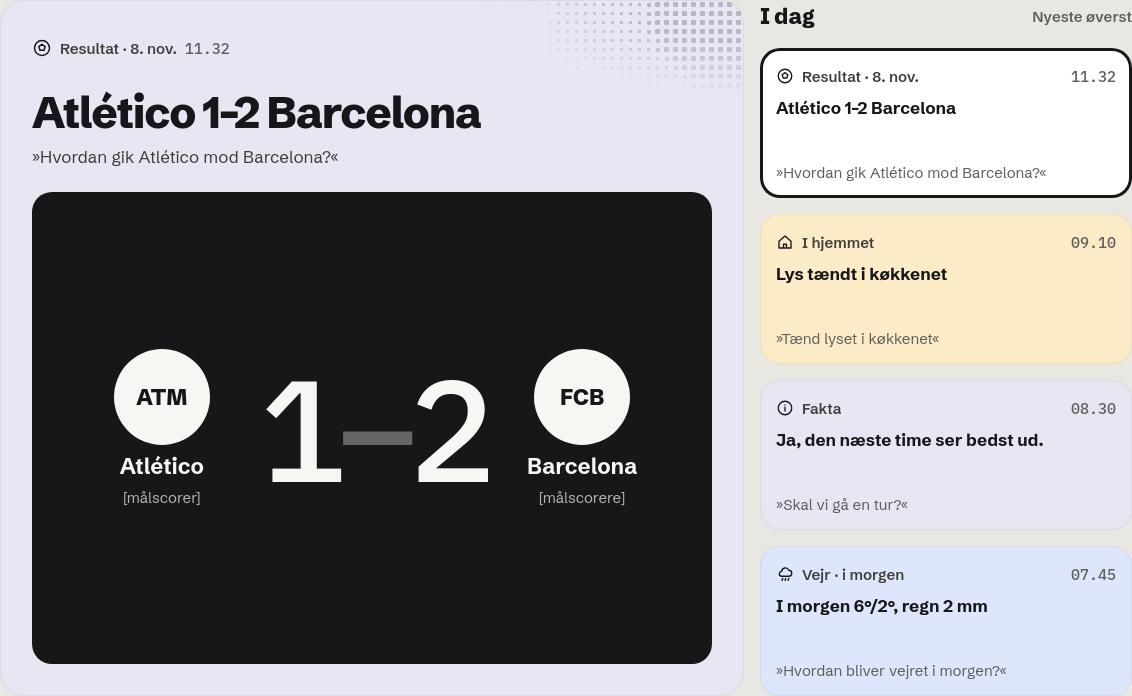 Resultat · 8. nov. 11.32
Atlético 1–2 Barcelona
»Hvordan gik Atlético mod Barcelona?«
ATM
1–2
FCB
Atlético
Barcelona
[målscorer]
[målscorere]
I dag
Nyeste øverst
Resultat · 8. nov. 11.32
Atlético 1–2 Barcelona
»Hvordan gik Atlético mod Barcelona?«
I hjemmet 09.10
Lys tændt i køkkenet
»Tænd lyset i køkkenet«
Fakta 08.30
Ja, den næste time ser bedst ud.
»Skal vi gå en tur?«
Vejr · i morgen 07.45
I morgen 6°/2°, regn 2 mm
»Hvordan bliver vejret i morgen?«